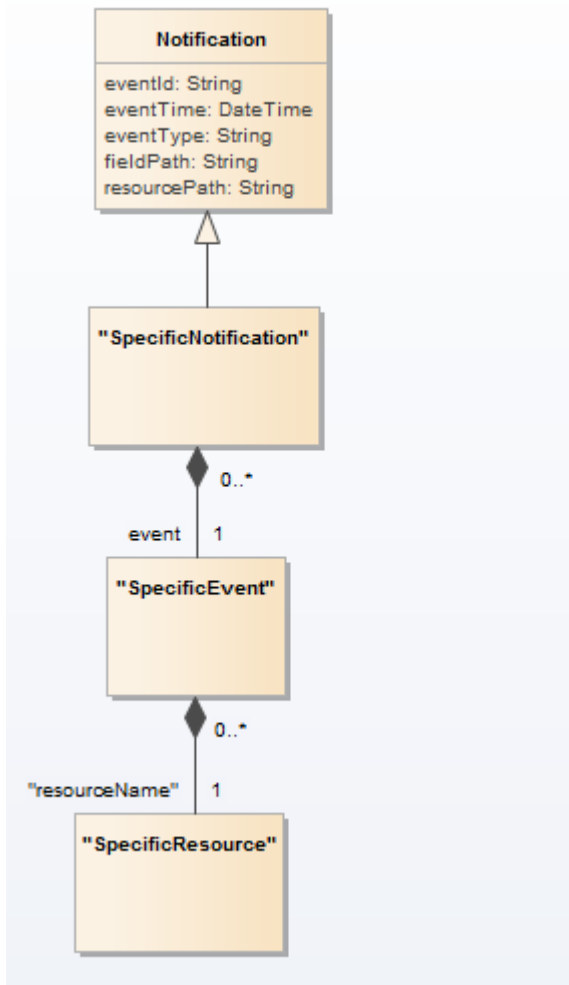 Notification
eventId: String
eventTime: DateTime
eventType: String
fieldPath: String
resourcePath: String
"SpecificNotification"
0..*
event 1
"SpecificEvent"
0..*
"resourceName" 1
"SpecificResource"